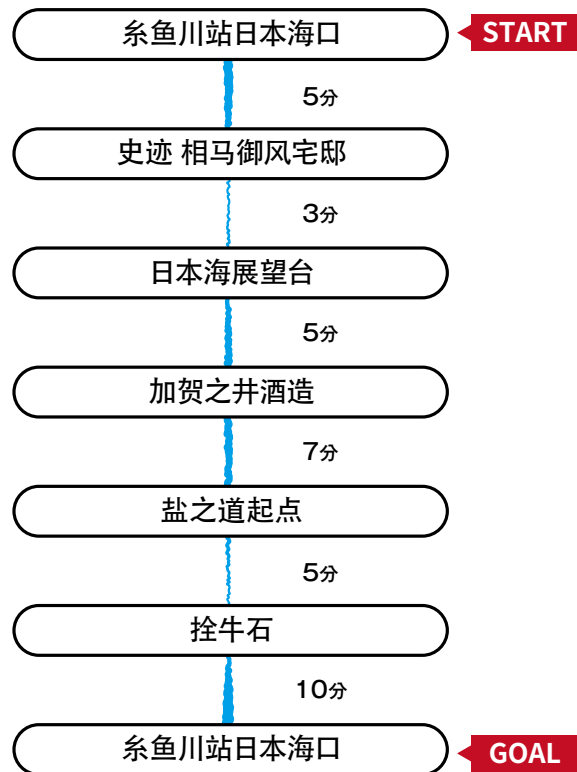 糸鱼川站日本海口
START
5分
史迹 相马御风宅邸
3分
日本海展望台
5分
加贺之井酒造
7分
盐之道起点
5分
拴牛石
10分
糸鱼川站日本海口
GOAL